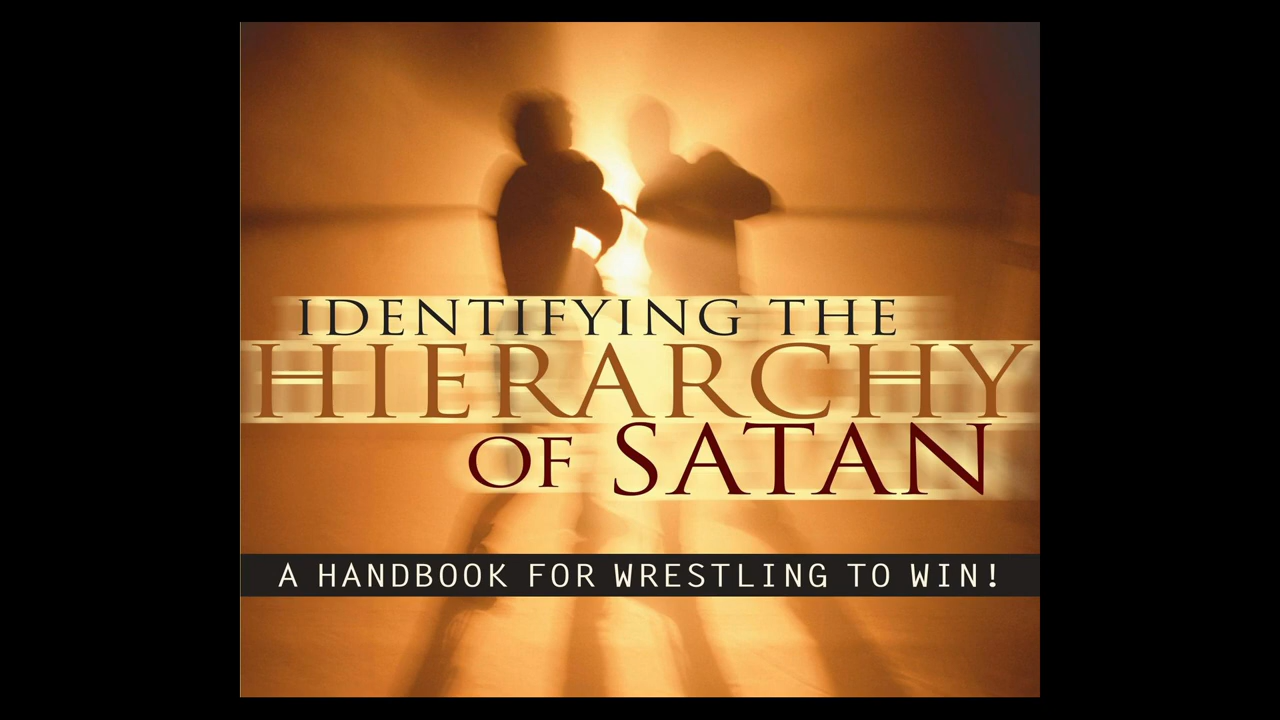 IDENTIFYING THE
HIERARCHY
OF SATAN
A HANDBOOK FOR WRESTLING TO WIN!